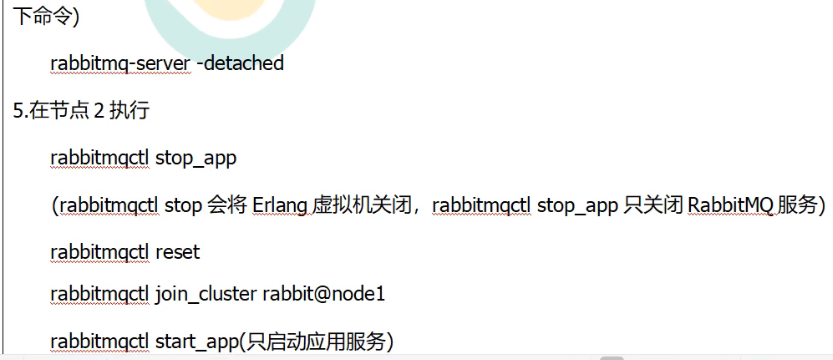 下命令)
rabbitmq-server -detached
5.在节点 2 执行
rabbitmqctl stop_app
(rabbitmqctl stop 会将 Erlang 虚拟机关闭，rabbitmqctl stop_app 只关闭 RabbitMQ 服务)
rabbitmqctl reset
rabbitmqctl join_cluster rabbit@node1
rabbitmqctl start_app(只启动应用服务)